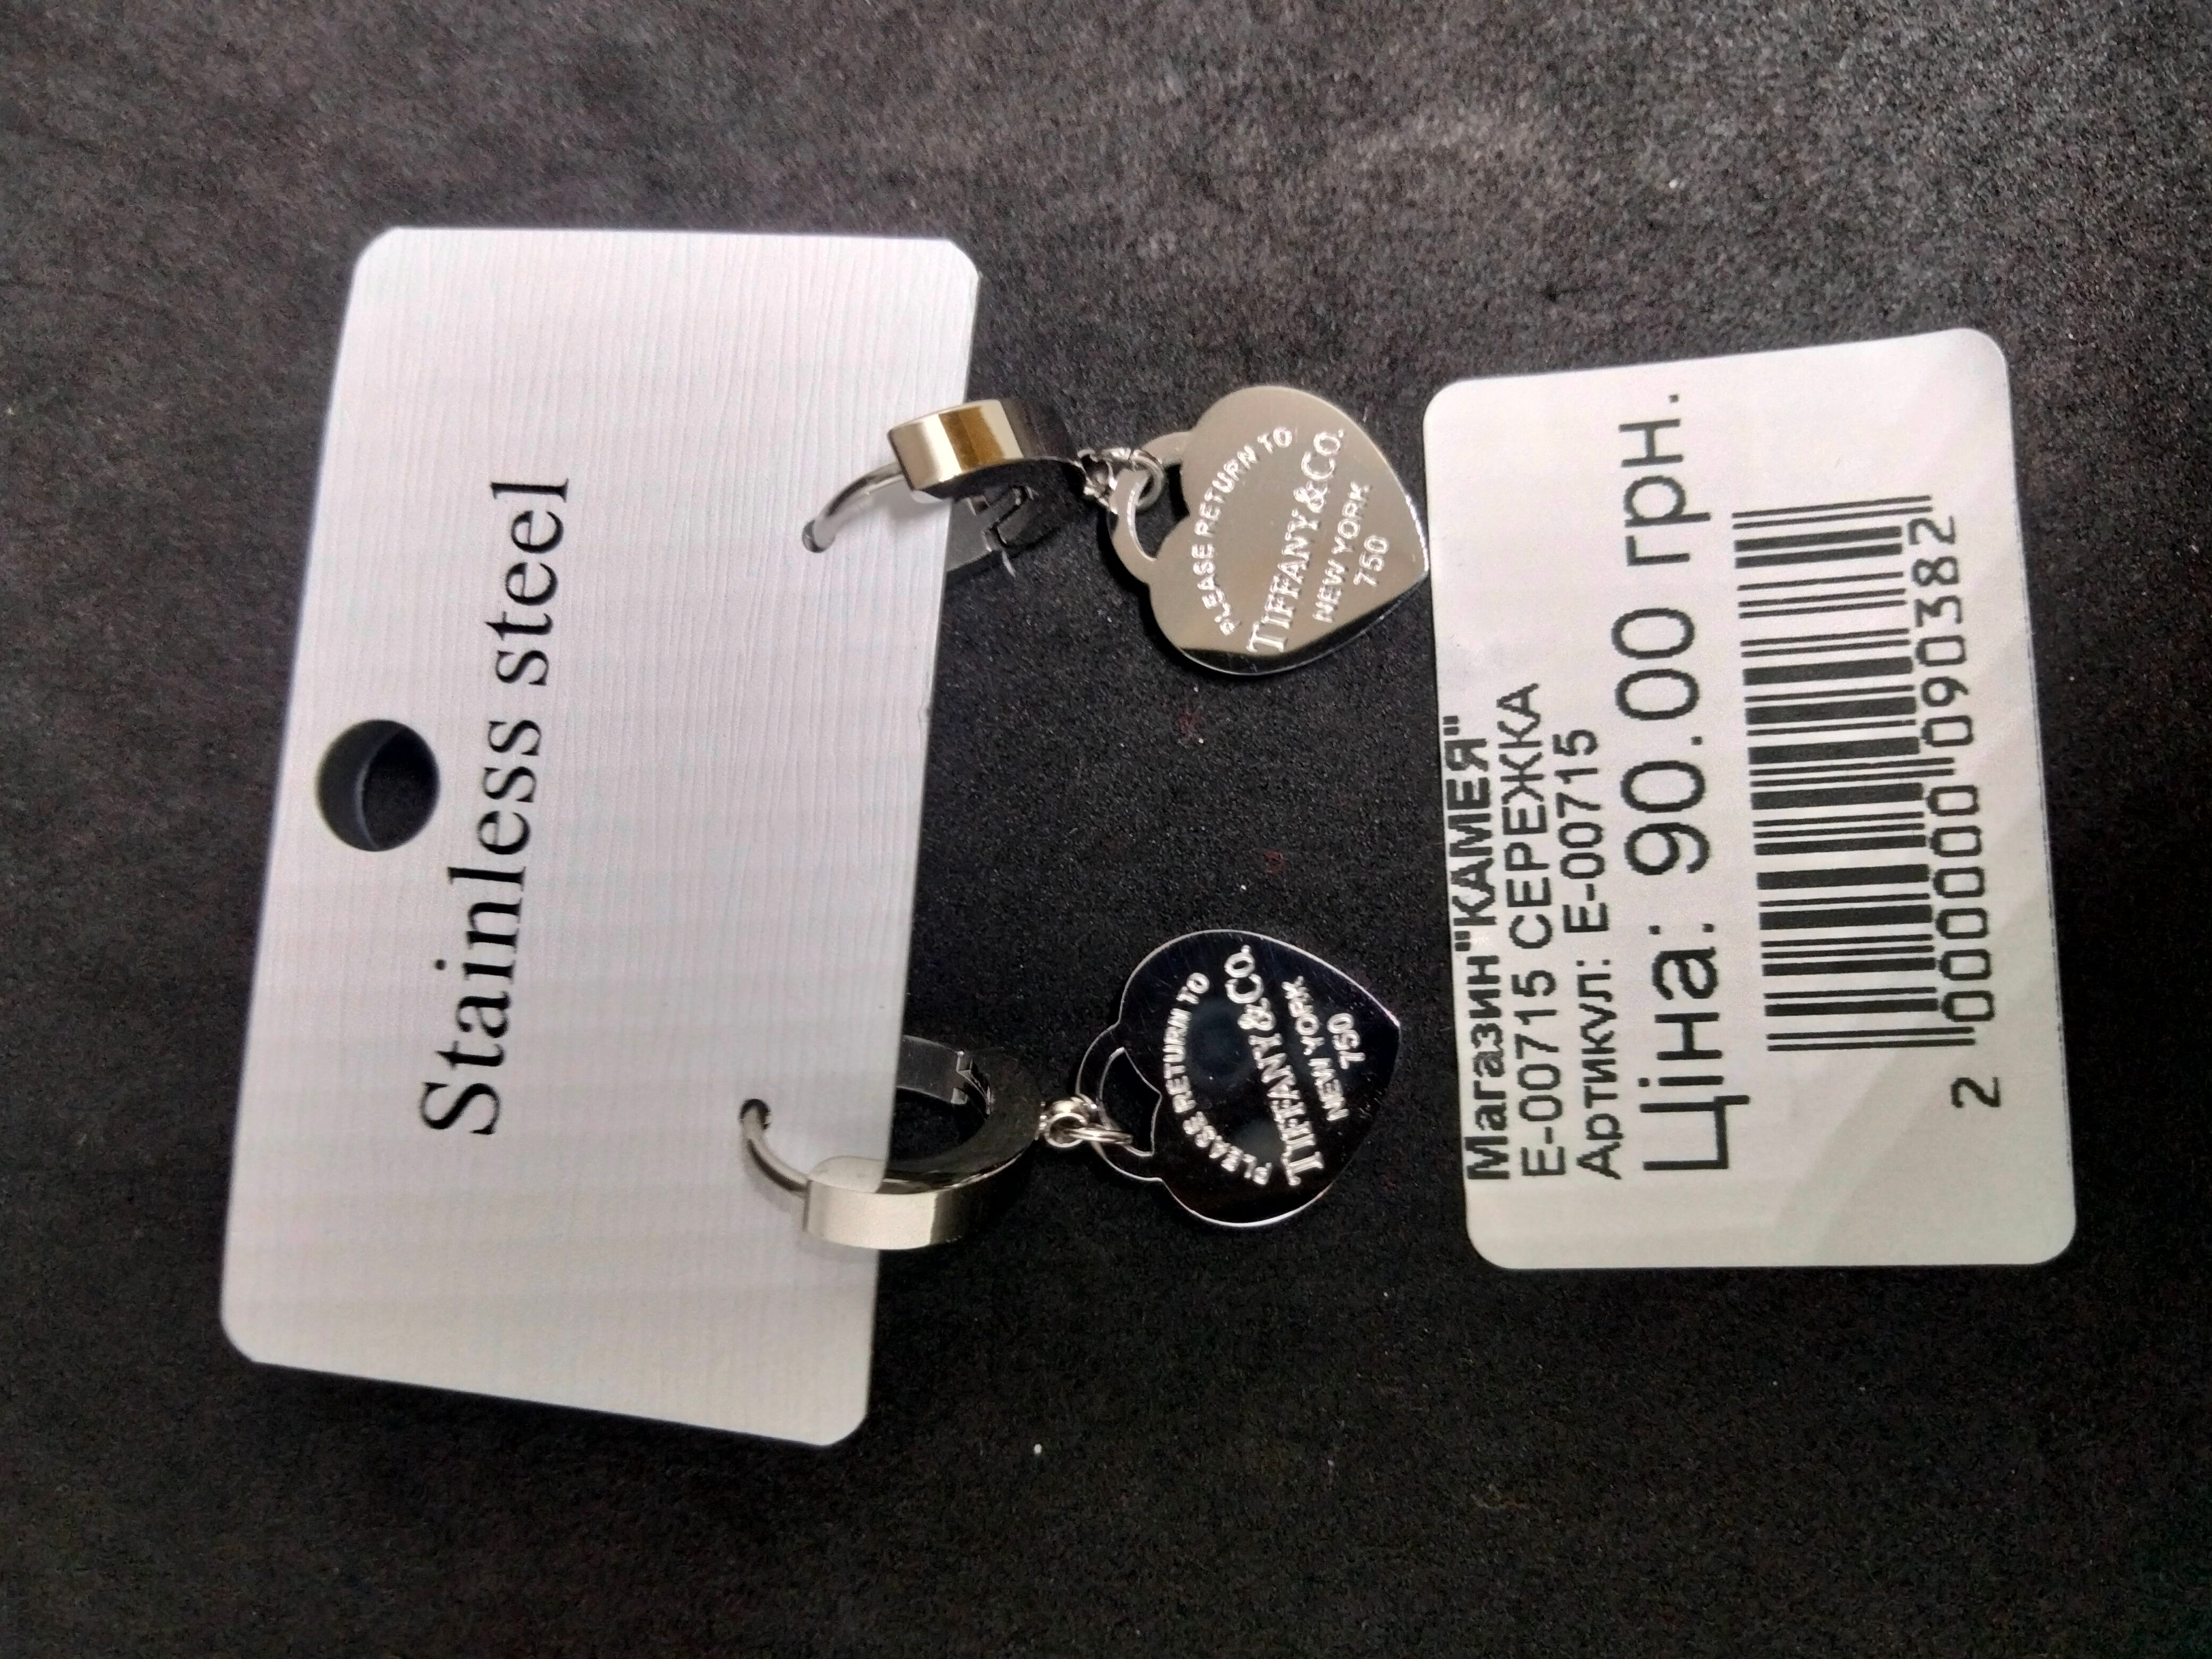 Stainless steel
PLEASE RETURN TO
TIFFANY & CO.
NEW YORK
750
PLEASE RETURN TO
TIFFANY & CO.
NEW YORK
750
Магазин"КАМЕЯ"
Е-00715 СЕРЕЖКА
Артикул: Е-00715
Ціна: 90.00 грн.
2 000000 090382